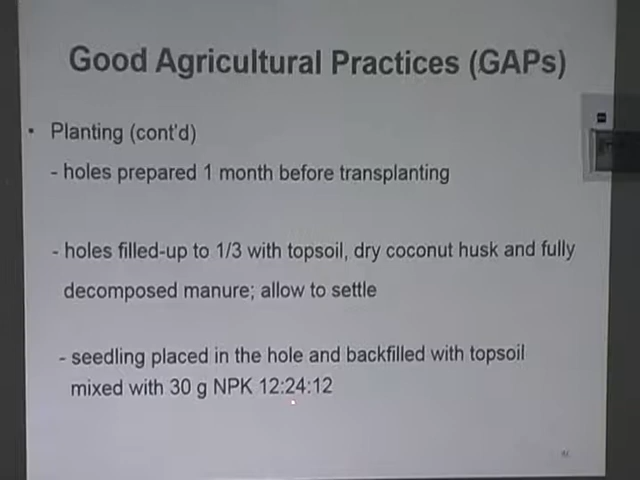 Good Agricultural Practices (GAPs)
• Planting (cont'd)
- holes prepared 1 month before transplanting
- holes filled-up to 1/3 with topsoil, dry coconut husk and fully
decomposed manure; allow to settle
- seedling placed in the hole and backfilled with topsoil
mixed with 30 g NPK 12:24:12